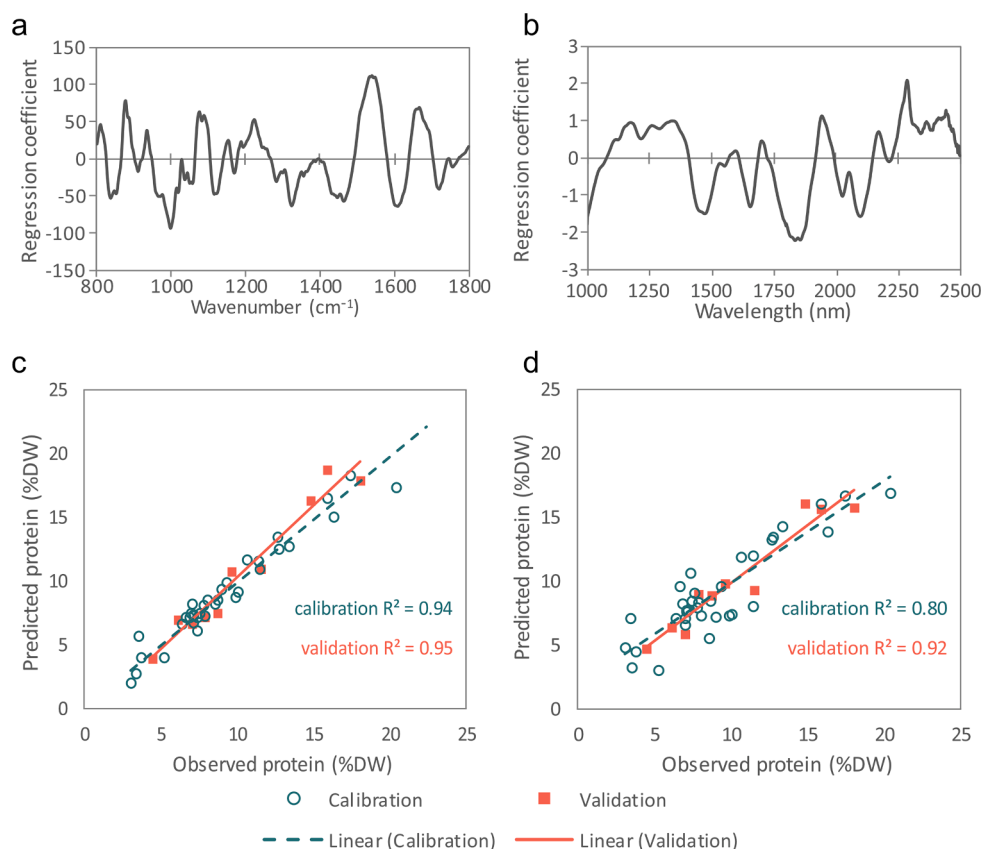 a
150
100
50
0
-50
-100
-150
Regression coefficient
800
1000
1200
1400
1600
1800
Wavenumber (cm⁻¹)
b
3
2
1
0
-1
-2
-3
Regression coefficient
1000
1250
1500
1750
2000
2250
2500
Wavelength (nm)
c
25
20
15
10
5
0
Predicted protein (%DW)
calibration R² = 0.94
validation R² = 0.95
0
5
10
15
20
25
Observed protein (%DW)
d
25
20
15
10
5
0
Predicted protein (%DW)
calibration R² = 0.80
validation R² = 0.92
0
5
10
15
20
25
Observed protein (%DW)
Calibration
Validation
Linear (Calibration)
Linear (Validation)